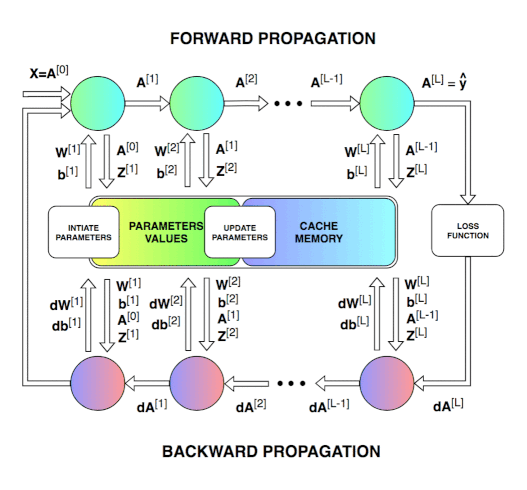 FORWARD PROPAGATION
X=A[0]
A[1]
A[2]
A[L-1]
A[L] = ŷ
W[1]
b[1]
A[0]
Z[1]
W[2]
b[2]
A[1]
Z[2]
W[L]
b[L]
A[L-1]
Z[L]
INTIATE
PARAMETERS
PARAMETERS
VALUES
UPDATE
PARAMETERS
CACHE
MEMORY
LOSS
FUNCTION
dW[1]
db[1]
W[1]
b[1]
A[0]
Z[1]
dW[2]
db[2]
W[2]
b[2]
A[1]
Z[2]
dW[L]
db[L]
W[L]
b[L]
A[L-1]
Z[L]
dA[1]
dA[2]
dA[L-1]
dA[L]
BACKWARD PROPAGATION